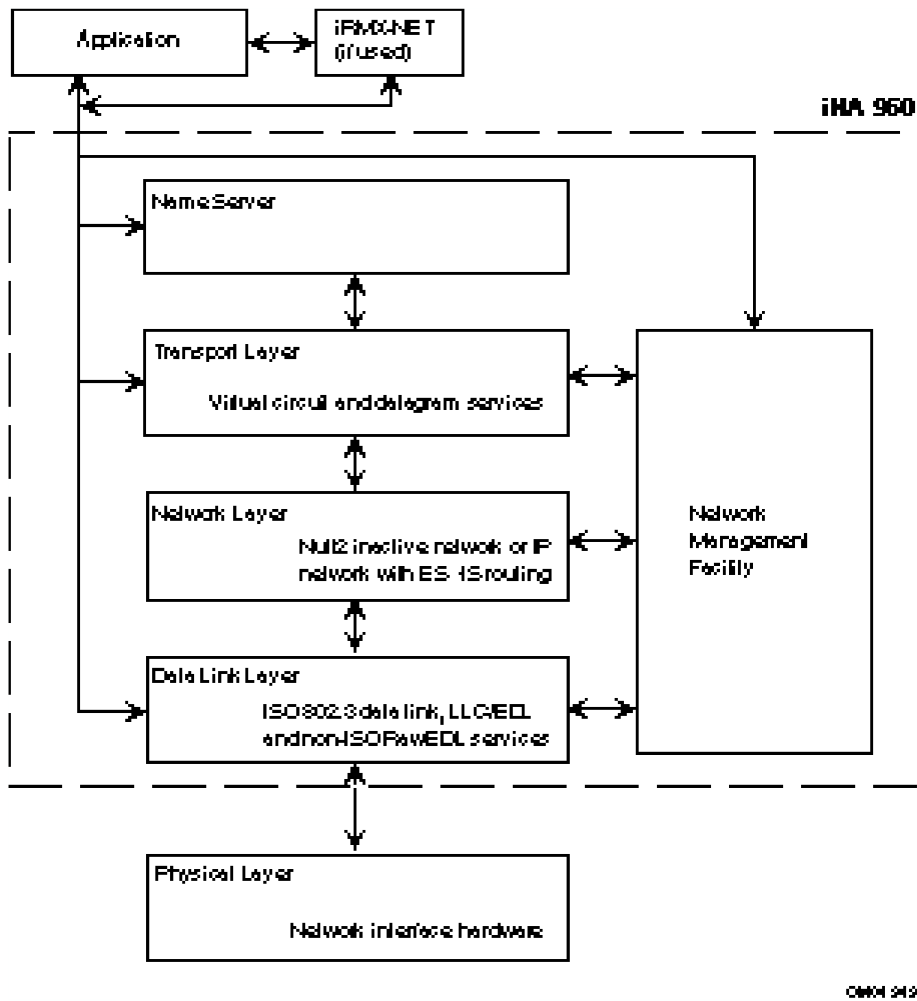 Application
iRMX-NET
(if used)
iNA 960
Name Server
Transport Layer
Virtual circuit and datagram services
Network Layer
Null2 inactive network or IP
network with ES-IS routing
Network
Management
Facility
Data Link Layer
ISO 802.3 data link, LLC/EDL
and non-ISO Raw EDL services
Physical Layer
Network interface hardware